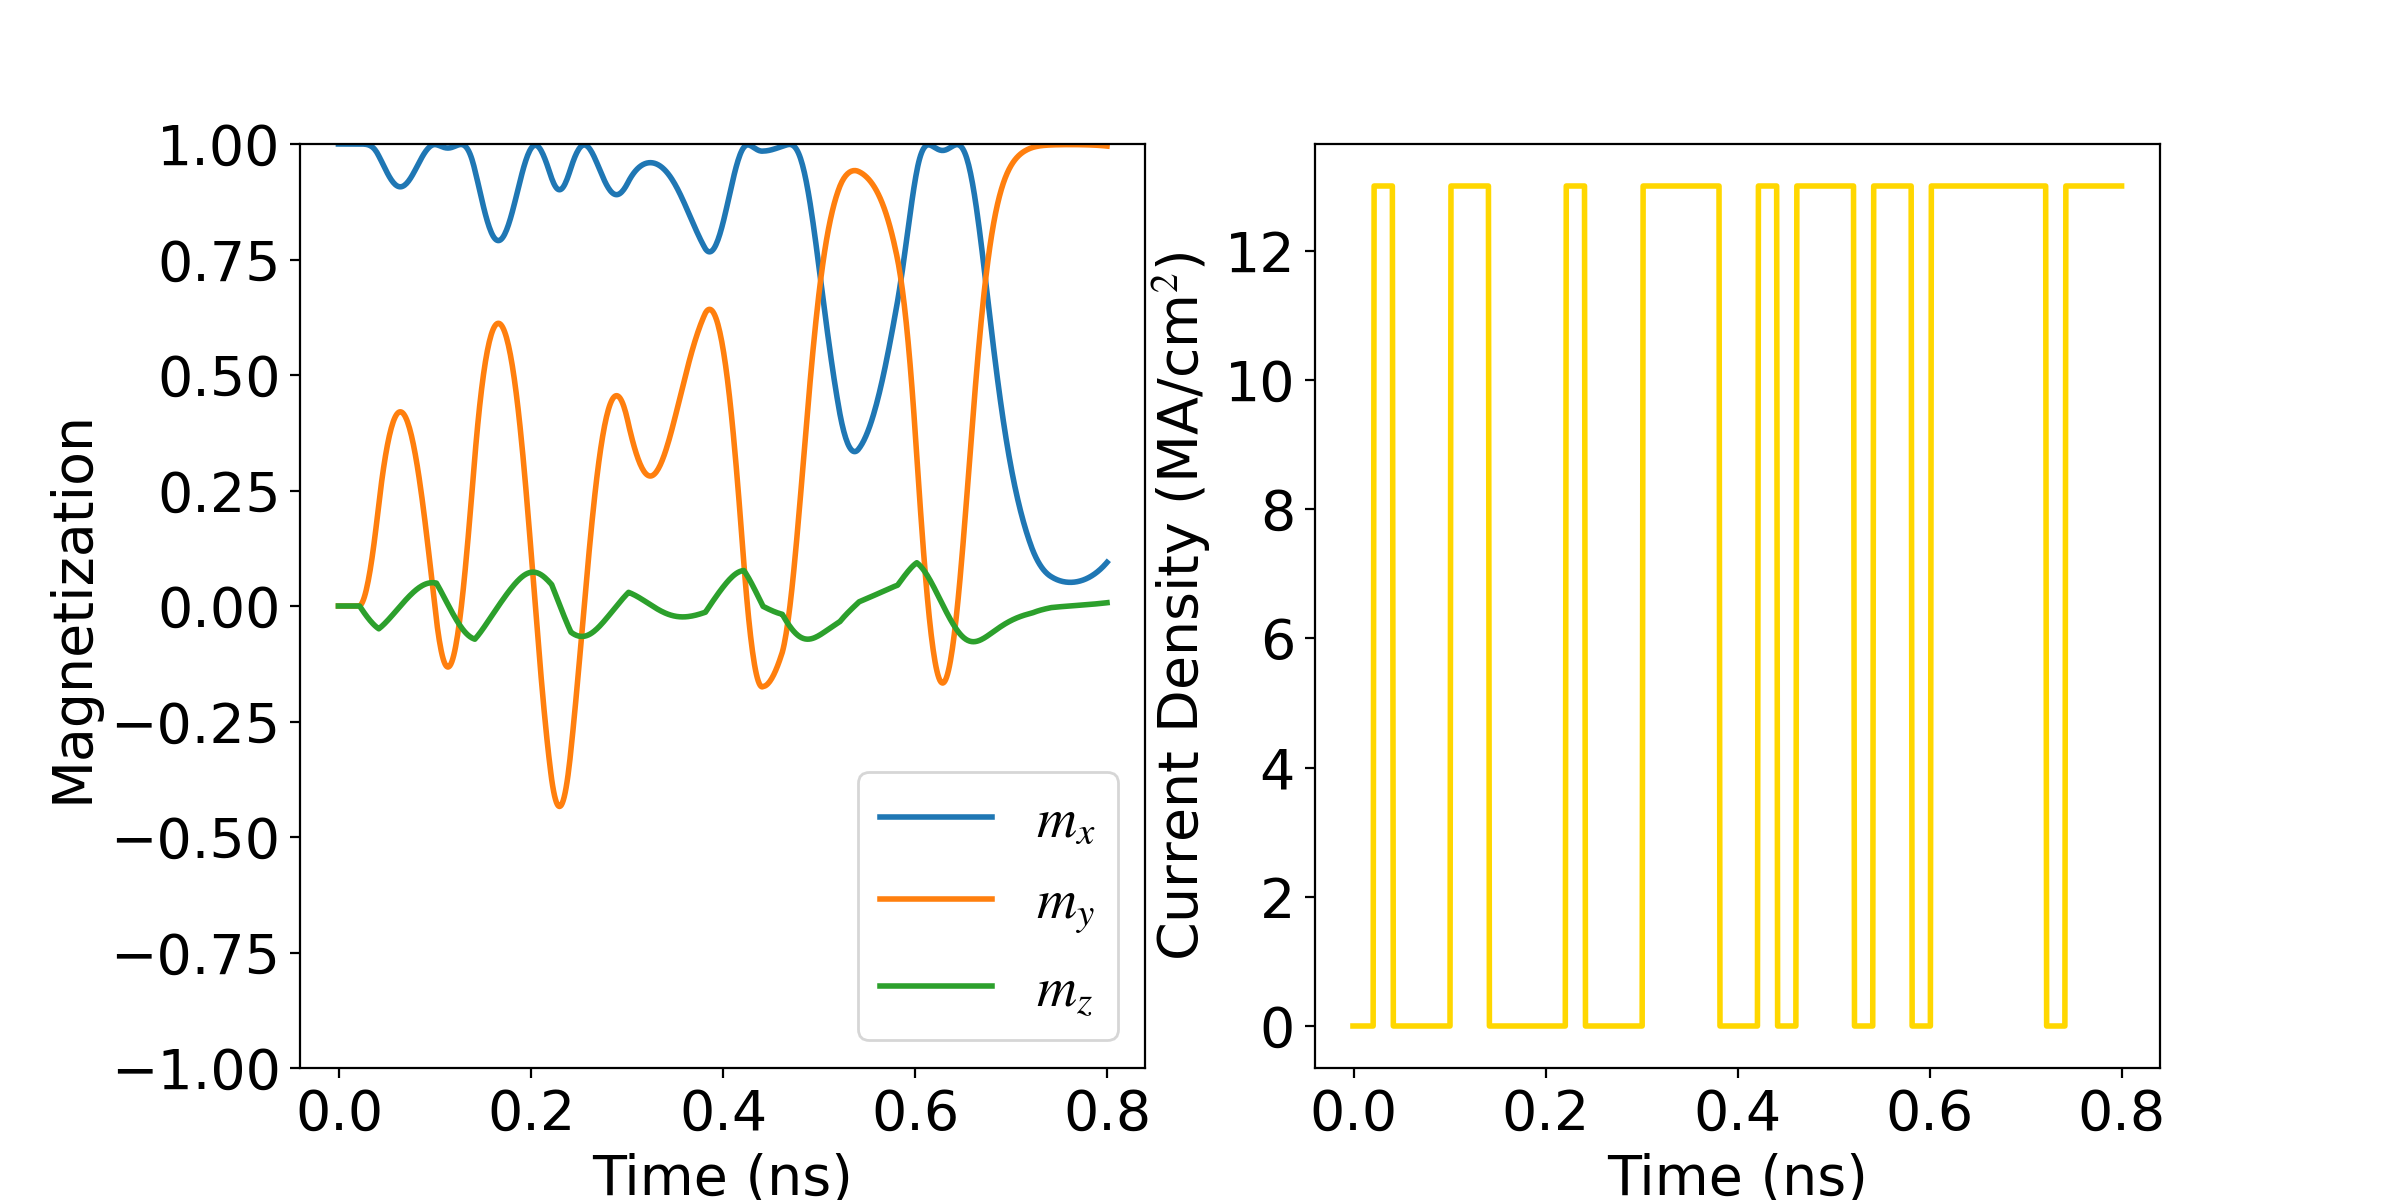 Magnetization
1.00
0.75
0.50
0.25
0.00
−0.25
−0.50
−0.75
−1.00
0.0 0.2 0.4 0.6 0.8
Time (ns)
m_x
m_y
m_z
Current Density (MA/cm²)
12
10
8
6
4
2
0
0.0 0.2 0.4 0.6 0.8
Time (ns)